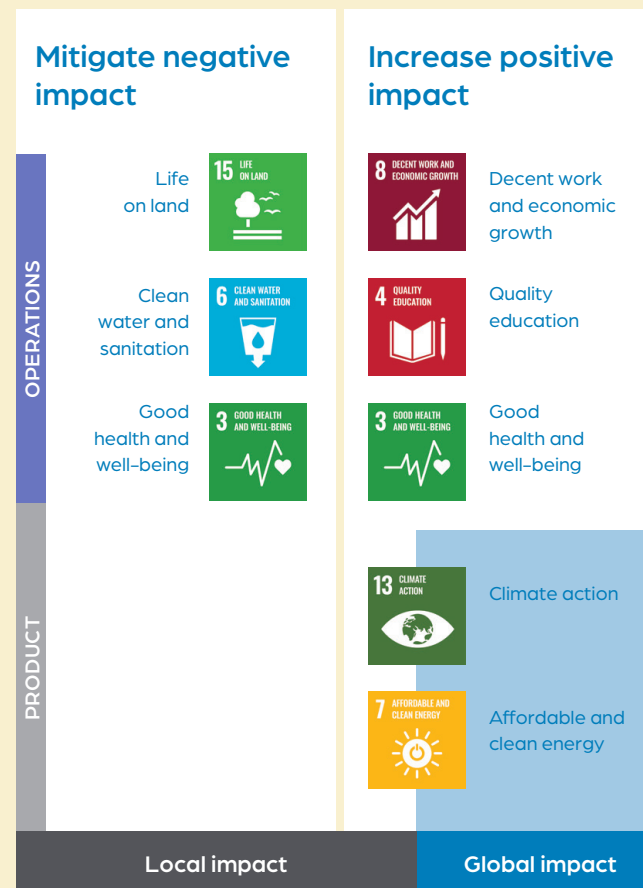 Mitigate negative
impact
Increase positive
impact
OPERATIONS
Life
on land
15 LIFE
ON LAND
8 DECENT WORK AND
ECONOMIC GROWTH
Decent work
and economic
growth
Clean
water and
sanitation
6 CLEAN WATER
AND SANITATION
4 QUALITY
EDUCATION
Quality
education
Good
health and
well-being
3 GOOD HEALTH
AND WELL-BEING
3 GOOD HEALTH
AND WELL-BEING
Good
health and
well-being
PRODUCT
13 CLIMATE
ACTION
Climate action
7 AFFORDABLE AND
CLEAN ENERGY
Affordable and
clean energy
Local impact
Global impact